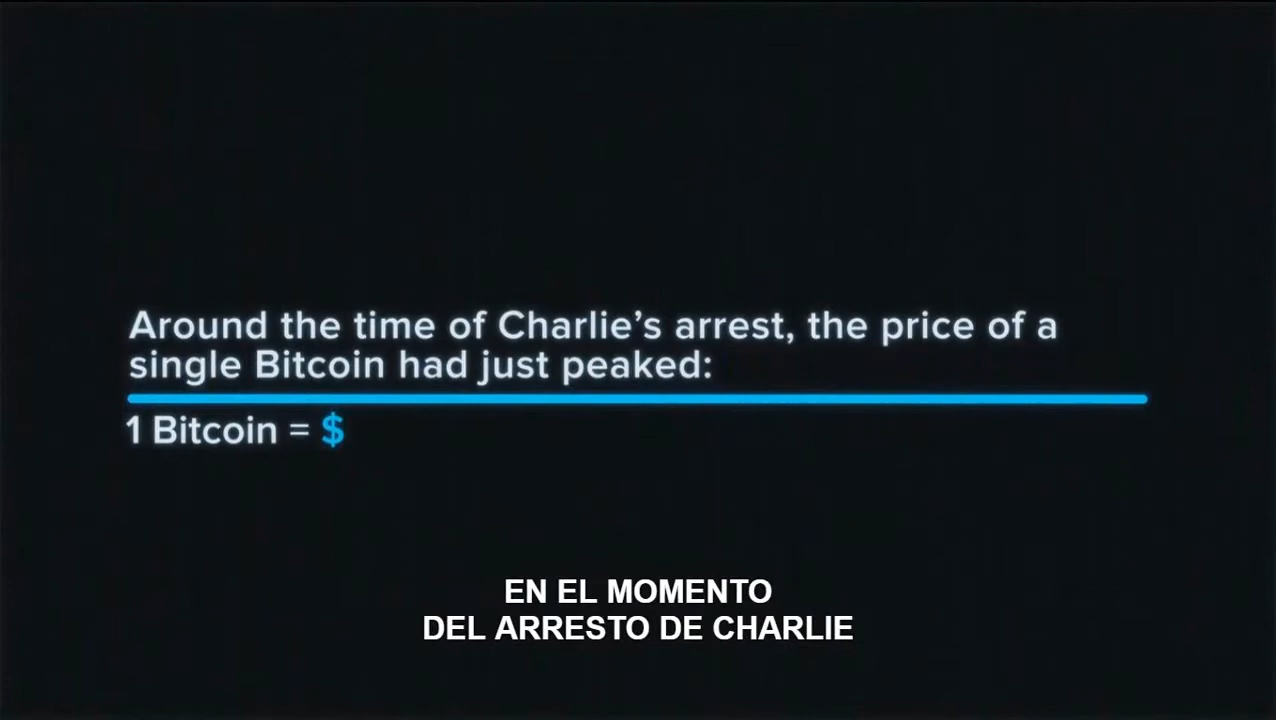 Around the time of Charlie’s arrest, the price of a
single Bitcoin had just peaked:
1 Bitcoin = $
EN EL MOMENTO
DEL ARRESTO DE CHARLIE